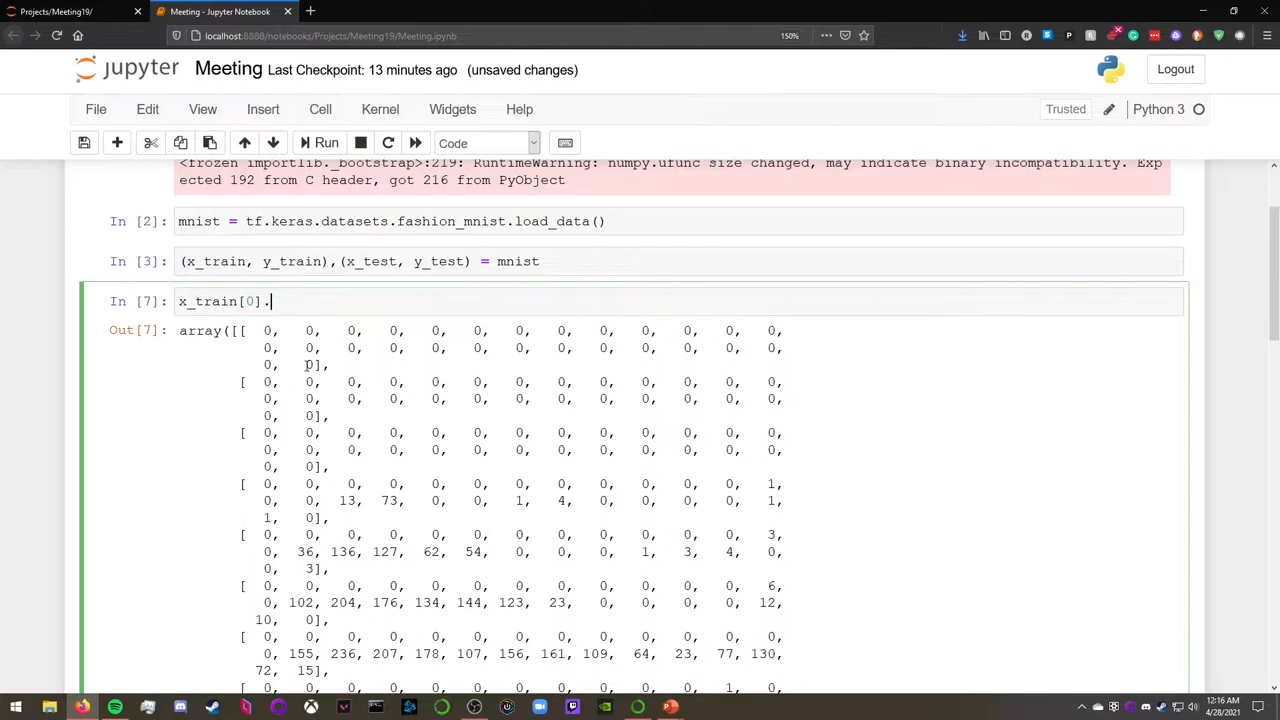 Projects/Meeting19/
Meeting - Jupyter Notebook
localhost:8888/notebooks/Projects/Meeting19/Meeting.ipynb
150%
jupyter Meeting Last Checkpoint: 13 minutes ago (unsaved changes)
Logout
File Edit View Insert Cell Kernel Widgets Help
Trusted
Python 3
Run
Code
<frozen importlib._bootstrap>:219: RuntimeWarning: numpy.ufunc size changed, may indicate binary incompatibility. Exp
ected 192 from C header, got 216 from PyObject
In [2]: mnist = tf.keras.datasets.fashion_mnist.load_data()
In [3]: (x_train, y_train),(x_test, y_test) = mnist
In [7]: x_train[0].
Out[7]: array([[ 0, 0, 0, 0, 0, 0, 0, 0, 0, 0, 0, 0, 0,
0, 0, 0, 0, 0, 0, 0, 0, 0, 0, 0, 0, 0,
0, 0],
[ 0, 0, 0, 0, 0, 0, 0, 0, 0, 0, 0, 0, 0,
0, 0, 0, 0, 0, 0, 0, 0, 0, 0, 0, 0, 0,
0, 0],
[ 0, 0, 0, 0, 0, 0, 0, 0, 0, 0, 0, 0, 0,
0, 0, 0, 0, 0, 0, 0, 0, 0, 0, 0, 0, 0,
0, 0],
[ 0, 0, 0, 0, 0, 0, 0, 0, 0, 0, 0, 0, 1,
0, 0, 13, 73, 0, 0, 1, 4, 0, 0, 0, 0, 1,
1, 0],
[ 0, 0, 0, 0, 0, 0, 0, 0, 0, 0, 0, 0, 3,
0, 36, 136, 127, 62, 54, 0, 0, 0, 1, 3, 4, 0,
0, 3],
[ 0, 0, 0, 0, 0, 0, 0, 0, 0, 0, 0, 0, 6,
0, 102, 204, 176, 134, 144, 123, 23, 0, 0, 0, 0, 12,
10, 0],
[ 0, 0, 0, 0, 0, 0, 0, 0, 0, 0, 0, 0, 0,
0, 155, 236, 207, 178, 107, 156, 161, 109, 64, 23, 77, 130,
72, 15],
[ 0, 0, 0, 0, 0, 0, 0, 0, 0, 0, 0, 1, 0,
12:16 AM
4/28/2021